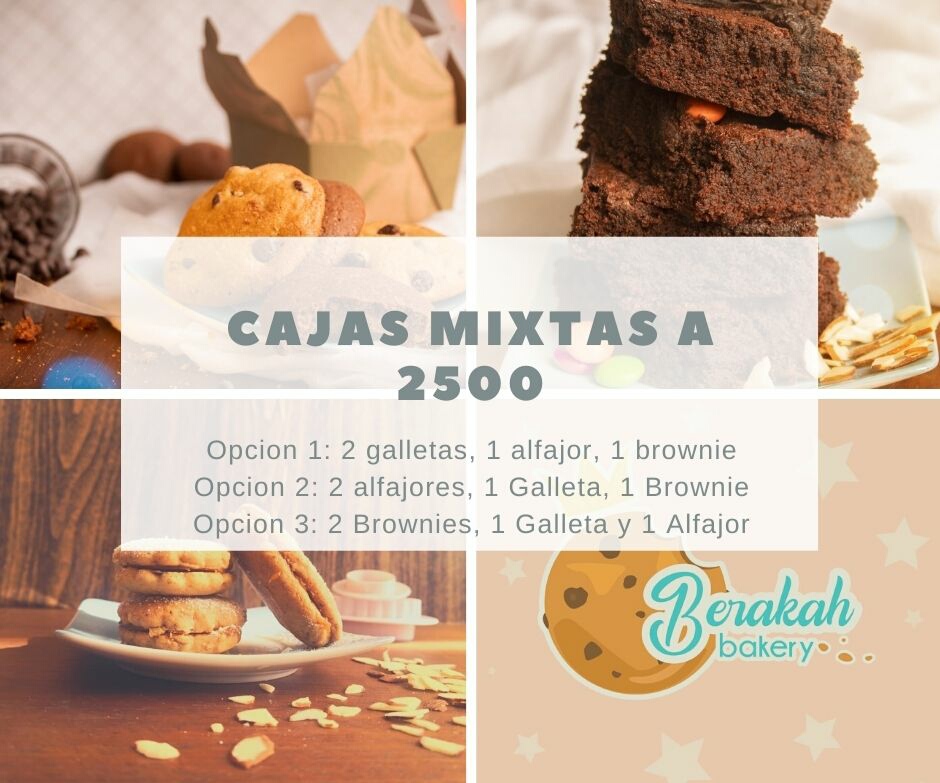 CAJAS MIXTAS A
2500
Opcion 1: 2 galletas, 1 alfajor, 1 brownie
Opcion 2: 2 alfajores, 1 Galleta, 1 Brownie
Opcion 3: 2 Brownies, 1 Galleta y 1 Alfajor
Berakah
bakery